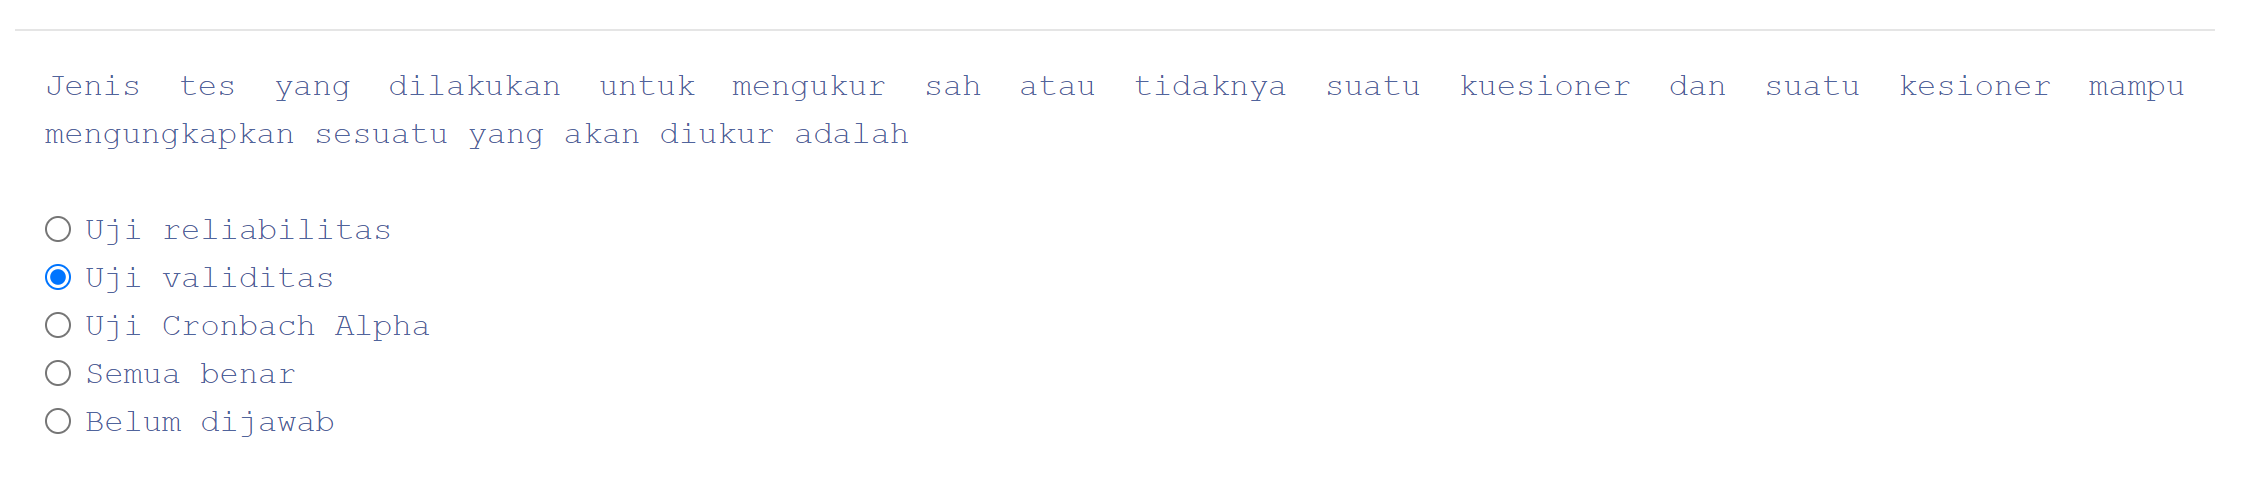 Jenis tes yang dilakukan untuk mengukur sah atau tidaknya suatu kuesioner dan suatu kesioner mampu
mengungkapkan sesuatu yang akan diukur adalah
Uji reliabilitas
Uji validitas
Uji Cronbach Alpha
Semua benar
Belum dijawab